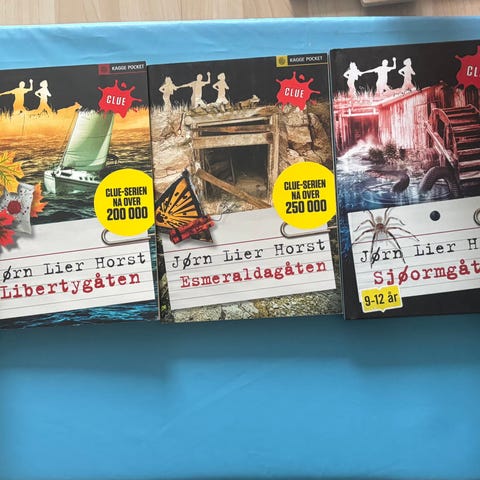 KAGGE POCKET
CLUE
CLUE-SERIEN
NÅ OVER
200 000
Jørn Lier Horst
Libertygåten
KAGGE POCKET
CLUE
CLUE-SERIEN
NÅ OVER
250 000
Jørn Lier Horst
Esmeraldagåten
Jørn Lier H
Sjøormgåt
9-12 år